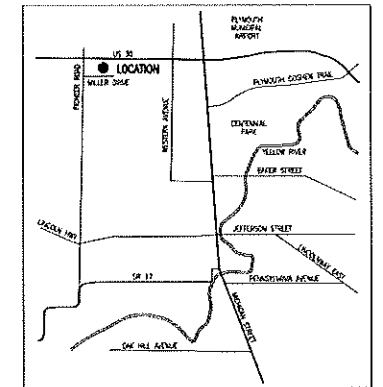 PLYMOUTH
MUNICIPAL
AIRPORT
US 30
LOCATION
MILLER DRIVE
PIONEER ROAD
PLYMOUTH GOSHEN TRAIL
WESTERN AVENUE
CENTENNIAL
PARK
YELLOW RIVER
BAKER STREET
LINCOLN HWY
JEFFERSON STREET
LINCOLNWAY EAST
SR 17
PENNSYLVANIA AVENUE
MICHIGAN STREET
OAK HILL AVENUE